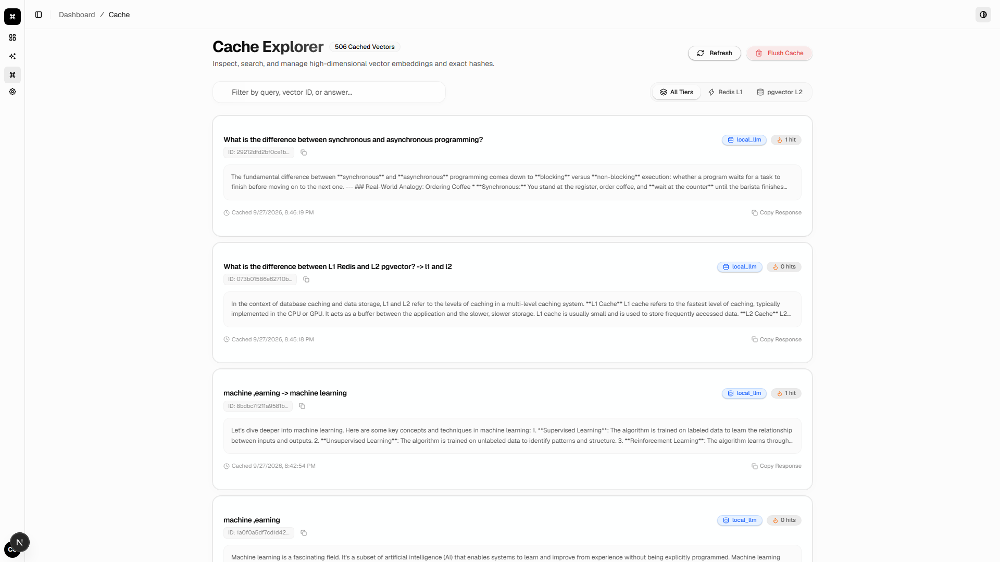 Dashboard / Cache
Cache Explorer
506 Cached Vectors
Refresh
Flush Cache
Inspect, search, and manage high-dimensional vector embeddings and exact hashes.
Filter by query, vector ID, or answer...
All Tiers
Redis L1
pgvector L2
What is the difference between synchronous and asynchronous programming?
local_llm
1 hit
ID: 29212dfd2bf0ce1b...
The fundamental difference between **synchronous** and **asynchronous** programming comes down to **blocking** versus **non-blocking** execution: whether a program waits for a task to
finish before moving on to the next one. --- ### Real-World Analogy: Ordering Coffee * **Synchronous:** You stand at the register, order coffee, and **wait at the counter** until the barista finishes...
Cached 9/27/2026, 8:46:19 PM
Copy Response
What is the difference between L1 Redis and L2 pgvector? -> l1 and l2
local_llm
0 hits
ID: 073b01586e62710b...
In the context of database caching and data storage, L1 and L2 refer to the levels of caching in a multi-level caching system. **L1 Cache** L1 cache refers to the fastest level of caching, typically
implemented in the CPU or GPU. It acts as a buffer between the application and the slower, slower storage. L1 cache is usually small and is used to store frequently accessed data. **L2 Cache** L2...
Cached 9/27/2026, 8:45:18 PM
Copy Response
machine ,earning -> machine learning
local_llm
1 hit
ID: 8bdbc7f211a9581b...
Let's dive deeper into machine learning. Here are some key concepts and techniques in machine learning: 1. **Supervised Learning**: The algorithm is trained on labeled data to learn the relationship
between inputs and outputs. 2. **Unsupervised Learning**: The algorithm is trained on unlabeled data to identify patterns and structure. 3. **Reinforcement Learning**: The algorithm learns through...
Cached 9/27/2026, 8:42:54 PM
Copy Response
machine ,earning
local_llm
0 hits
ID: 1a0f0a5df7cd1d42...
Machine learning is a fascinating field. It's a subset of artificial intelligence (AI) that enables systems to learn and improve from experience without being explicitly programmed. Machine learning
N